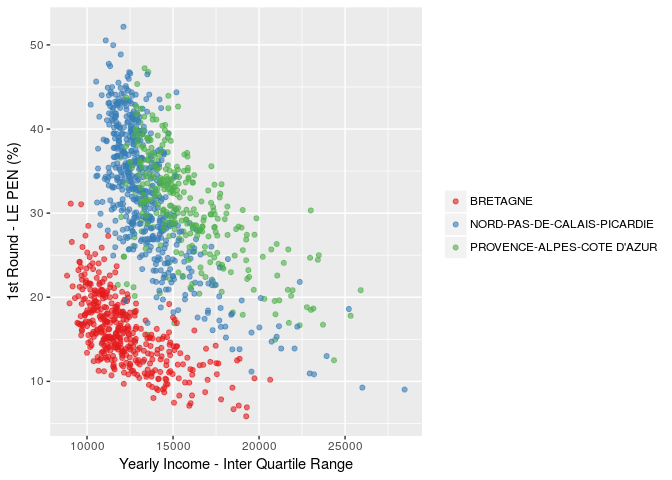 1st Round - LE PEN (%)
50
40
30
20
10
10000 15000 20000 25000
Yearly Income - Inter Quartile Range
BRETAGNE
NORD-PAS-DE-CALAIS-PICARDIE
PROVENCE-ALPES-COTE D'AZUR